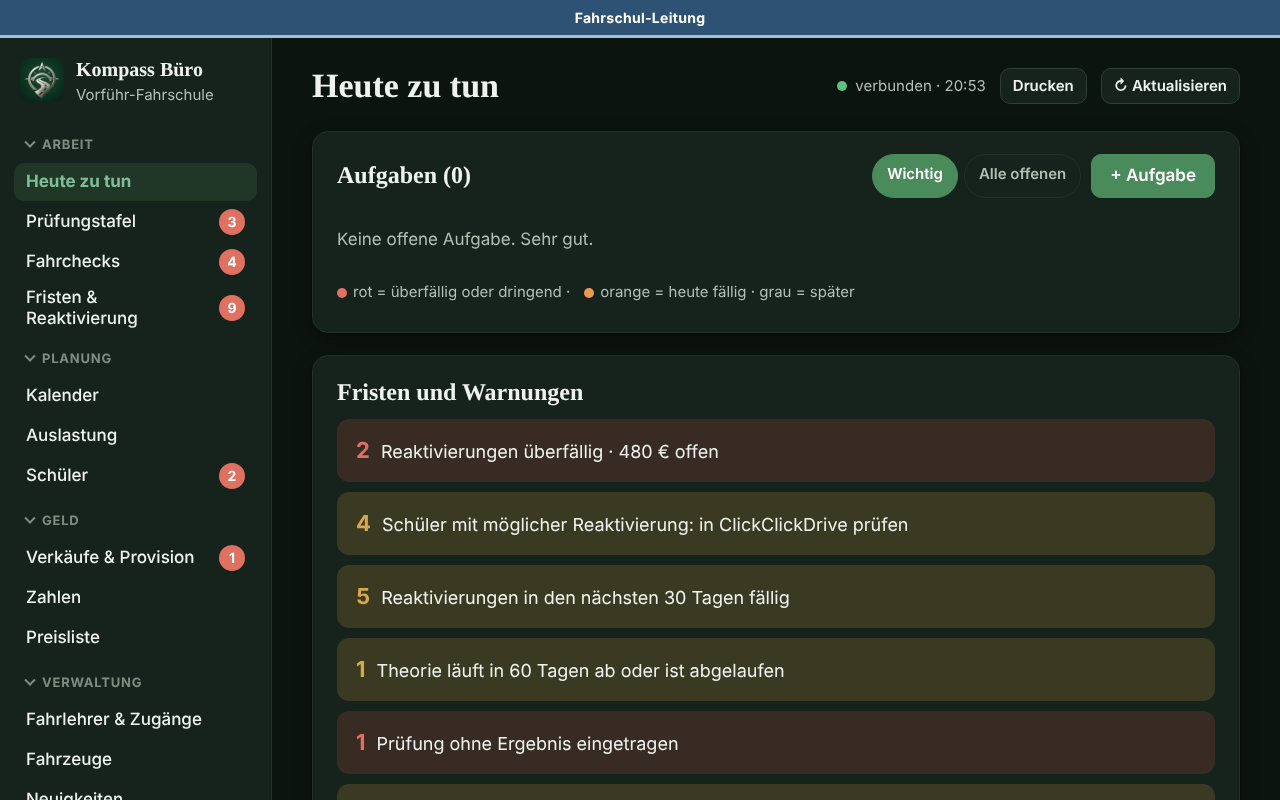 Fahrschul-Leitung
Kompass Büro
Vorführ-Fahrschule
ARBEIT
Heute zu tun
Prüfungstafel 3
Fahrchecks 4
Fristen &
Reaktivierung 9
PLANUNG
Kalender
Auslastung
Schüler 2
GELD
Verkäufe & Provision 1
Zahlen
Preisliste
VERWALTUNG
Fahrlehrer & Zugänge
Fahrzeuge
Neuigkeiten
Heute zu tun
verbunden · 20:53
Drucken
↻ Aktualisieren
Aufgaben (0)
Wichtig
Alle offenen
+ Aufgabe
Keine offene Aufgabe. Sehr gut.
rot = überfällig oder dringend · orange = heute fällig · grau = später
Fristen und Warnungen
2 Reaktivierungen überfällig · 480 € offen
4 Schüler mit möglicher Reaktivierung: in ClickClickDrive prüfen
5 Reaktivierungen in den nächsten 30 Tagen fällig
1 Theorie läuft in 60 Tagen ab oder ist abgelaufen
1 Prüfung ohne Ergebnis eingetragen